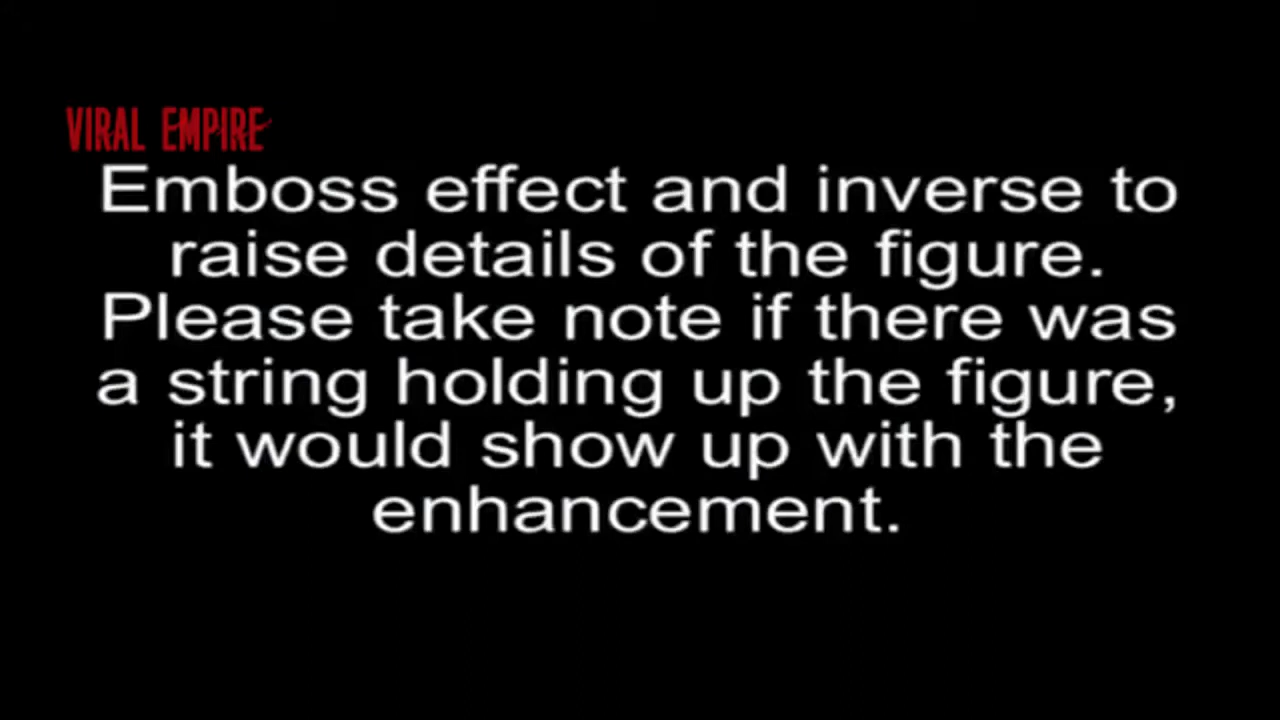 VIRAL EMPIRE
Emboss effect and inverse to
raise details of the figure.
Please take note if there was
a string holding up the figure,
it would show up with the
enhancement.